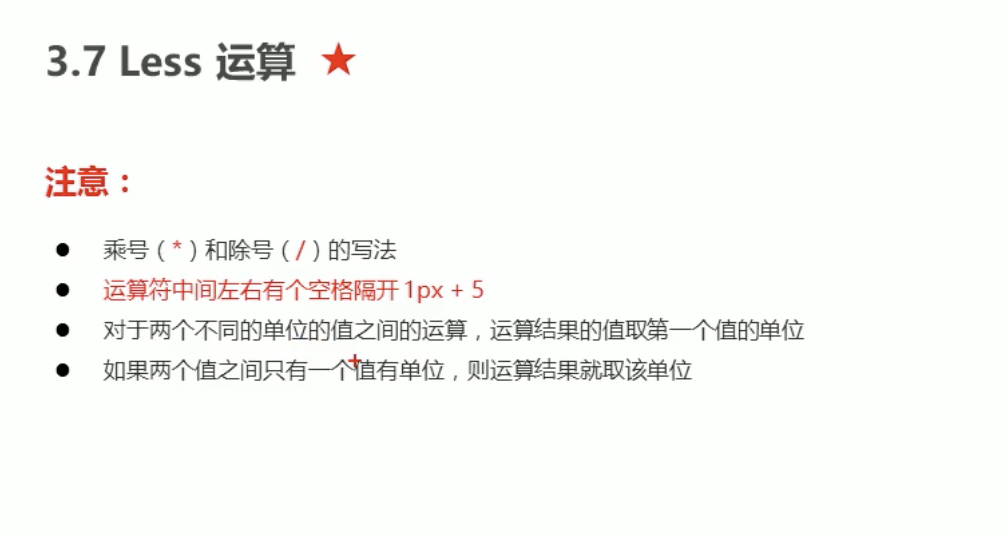 3.7 Less 运算 ★
注意：
● 乘号（*）和除号（/）的写法
● 运算符中间左右有个空格隔开 1px + 5
● 对于两个不同的单位的值之间的运算，运算结果的值取第一个值的单位
● 如果两个值之间只有一个值有单位，则运算结果就取该单位